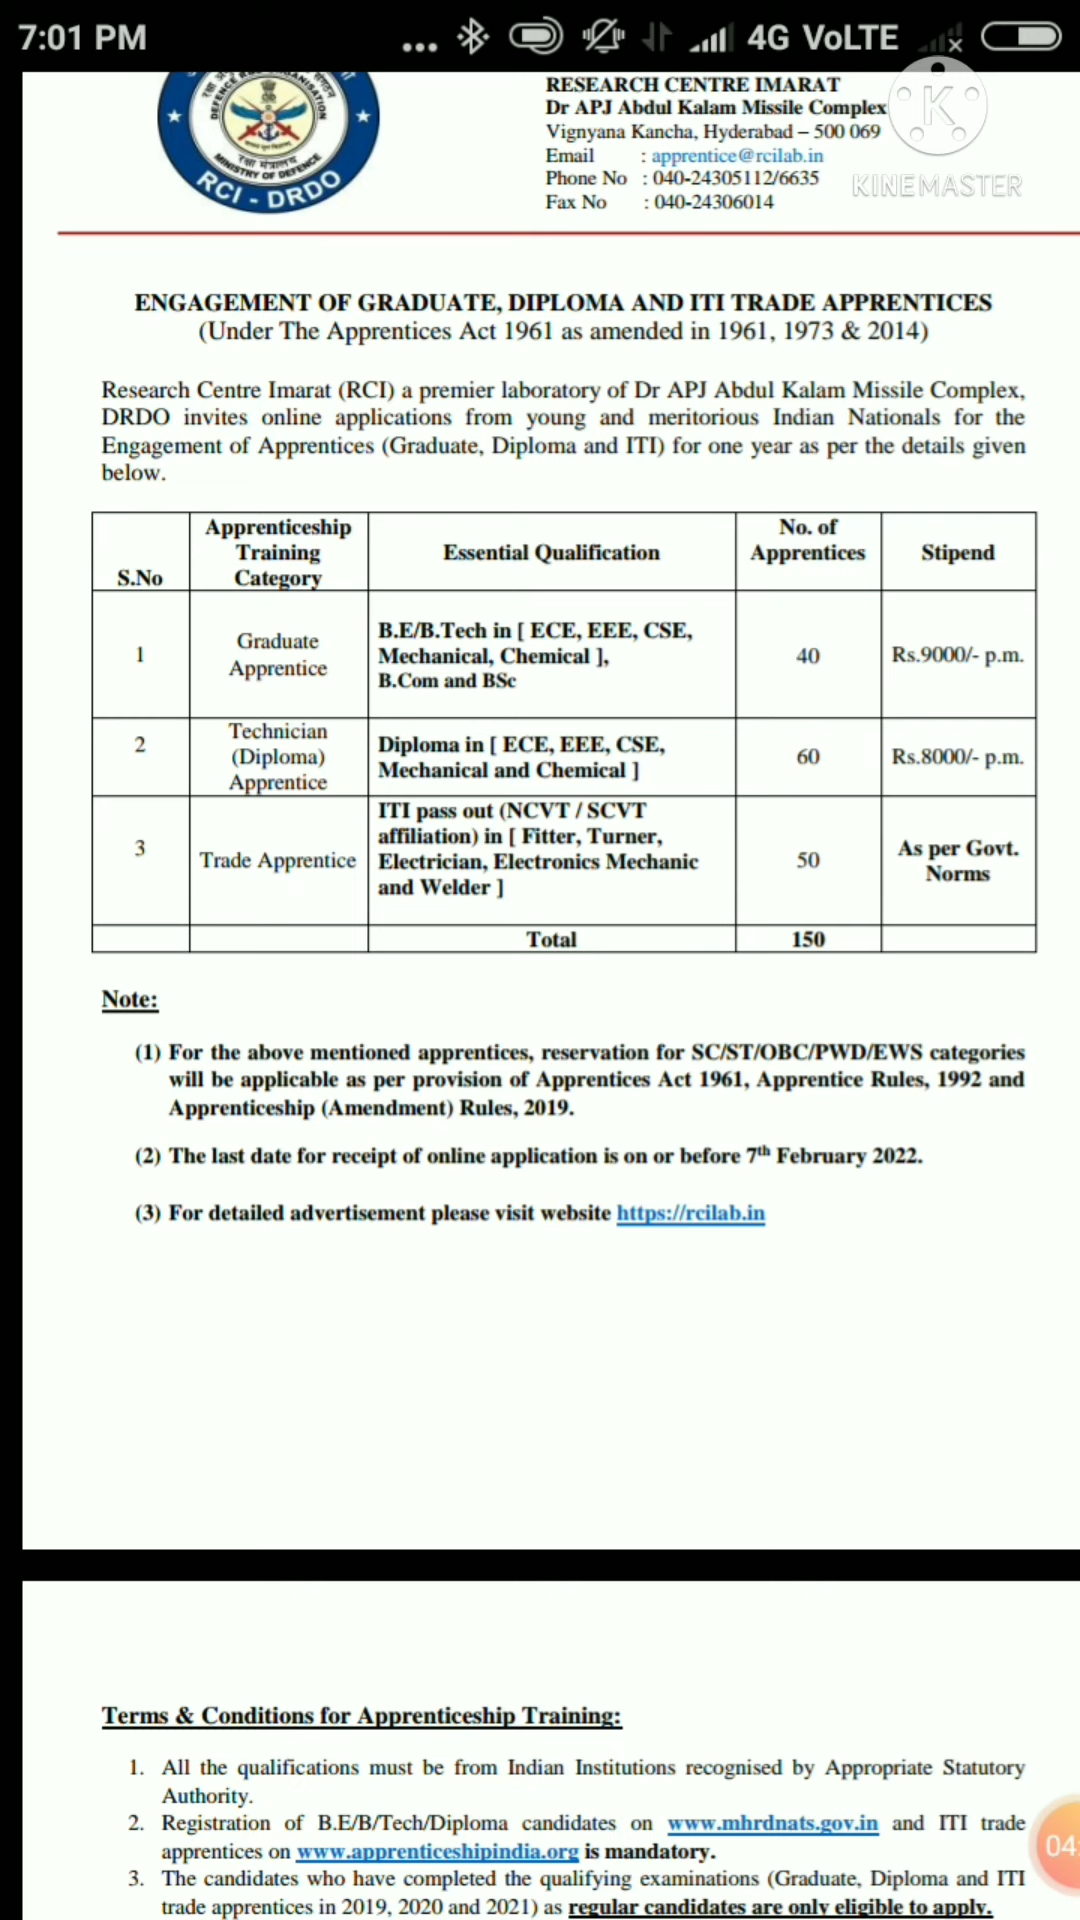 7:01 PM
... 4G VoLTE
RESEARCH CENTRE IMARAT
Dr APJ Abdul Kalam Missile Complex
Vignyana Kancha, Hyderabad – 500 069
Email : apprentice@rcilab.in
Phone No : 040-24305112/6635
Fax No : 040-24306014
K
KINEMASTER
रक्षा मंत्रालय
MINISTRY OF DEFENCE
RCI - DRDO
ENGAGEMENT OF GRADUATE, DIPLOMA AND ITI TRADE APPRENTICES
(Under The Apprentices Act 1961 as amended in 1961, 1973 & 2014)
Research Centre Imarat (RCI) a premier laboratory of Dr APJ Abdul Kalam Missile Complex,
DRDO invites online applications from young and meritorious Indian Nationals for the
Engagement of Apprentices (Graduate, Diploma and ITI) for one year as per the details given
below.
S.No Apprenticeship Training Category Essential Qualification No. of Apprentices Stipend
1 Graduate Apprentice B.E/B.Tech in [ ECE, EEE, CSE, Mechanical, Chemical ], B.Com and BSc 40 Rs.9000/- p.m.
2 Technician (Diploma) Apprentice Diploma in [ ECE, EEE, CSE, Mechanical and Chemical ] 60 Rs.8000/- p.m.
3 Trade Apprentice ITI pass out (NCVT / SCVT affiliation) in [ Fitter, Turner, Electrician, Electronics Mechanic and Welder ] 50 As per Govt. Norms
Total 150
Note:
(1) For the above mentioned apprentices, reservation for SC/ST/OBC/PWD/EWS categories
will be applicable as per provision of Apprentices Act 1961, Apprentice Rules, 1992 and
Apprenticeship (Amendment) Rules, 2019.
(2) The last date for receipt of online application is on or before 7th February 2022.
(3) For detailed advertisement please visit website https://rcilab.in
Terms & Conditions for Apprenticeship Training:
1. All the qualifications must be from Indian Institutions recognised by Appropriate Statutory
Authority.
2. Registration of B.E/B/Tech/Diploma candidates on www.mhrdnats.gov.in and ITI trade
apprentices on www.apprenticeshipindia.org is mandatory.
04:
3. The candidates who have completed the qualifying examinations (Graduate, Diploma and ITI
trade apprentices in 2019, 2020 and 2021) as regular candidates are only eligible to apply.